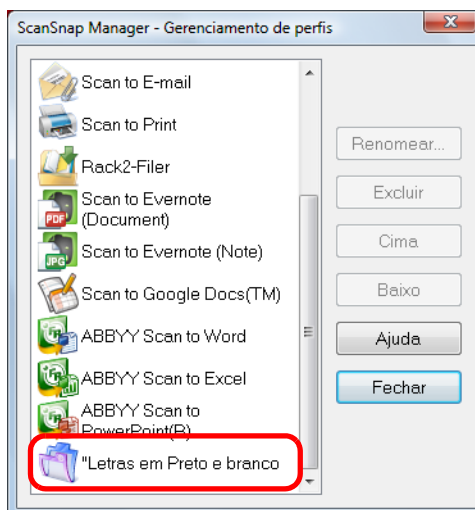 ScanSnap Manager - Gerenciamento de perfis
Scan to E-mail
Scan to Print
Rack2-Filer
Scan to Evernote
(Document)
Scan to Evernote (Note)
Scan to Google Docs(TM)
ABBYY Scan to Word
ABBYY Scan to Excel
ABBYY Scan to
PowerPoint(R)
"Letras em Preto e branco
Renomear...
Excluir
Cima
Baixo
Ajuda
Fechar
PDF
JPG